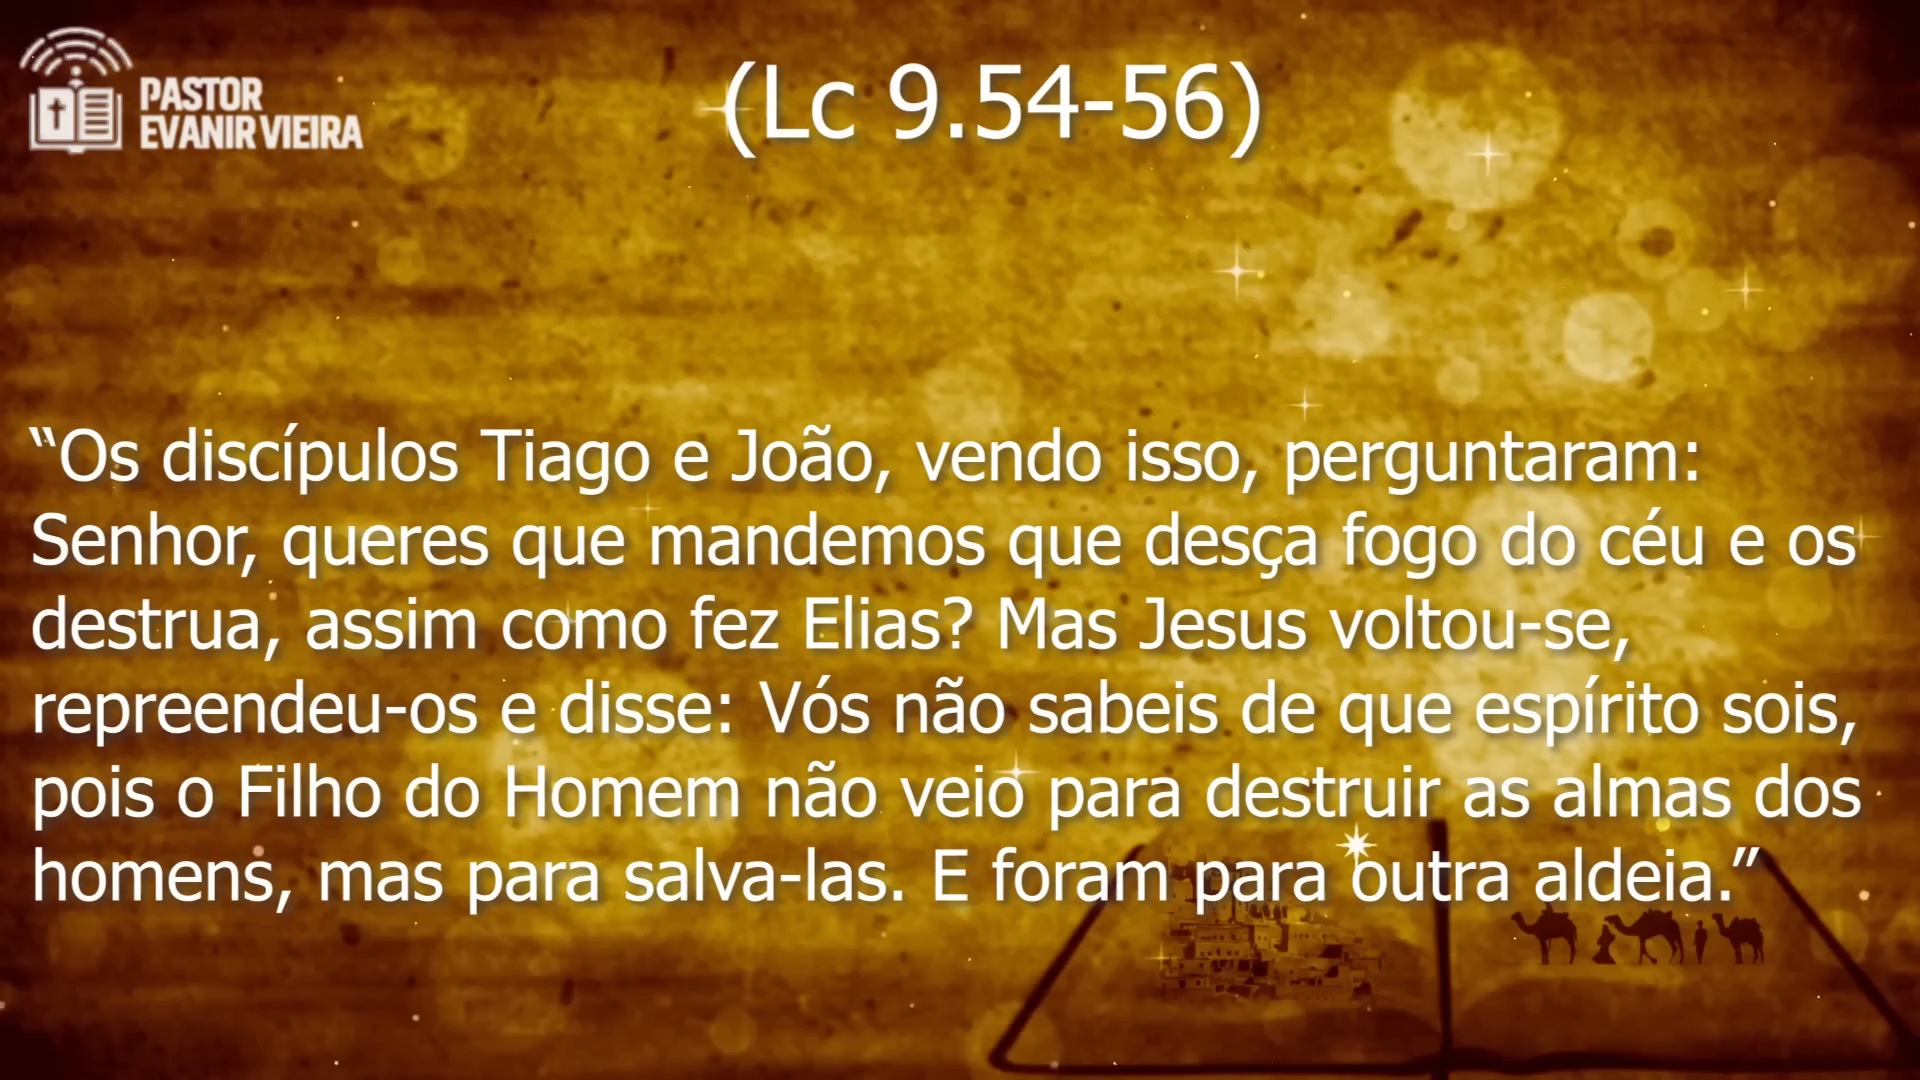 PASTOR
EVANIR VIEIRA
(Lc 9.54-56)
“Os discípulos Tiago e João, vendo isso, perguntaram:
Senhor, queres que mandemos que desça fogo do céu e os
destrua, assim como fez Elias? Mas Jesus voltou-se,
repreendeu-os e disse: Vós não sabeis de que espírito sois,
pois o Filho do Homem não veio para destruir as almas dos
homens, mas para salva-las. E foram para outra aldeia.”